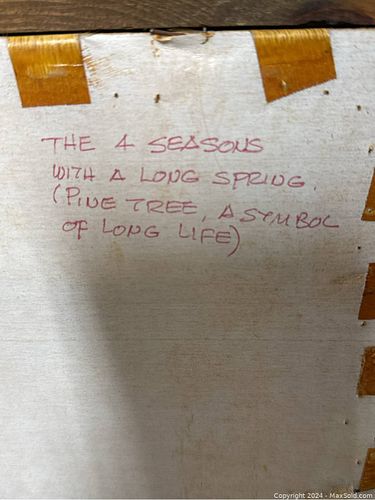 THE 4 SEASONS
WITH A LONG SPRING.
(PINE TREE, A SYMBOL
OF LONG LIFE)
Copyright © 2024 - MaxSold.com